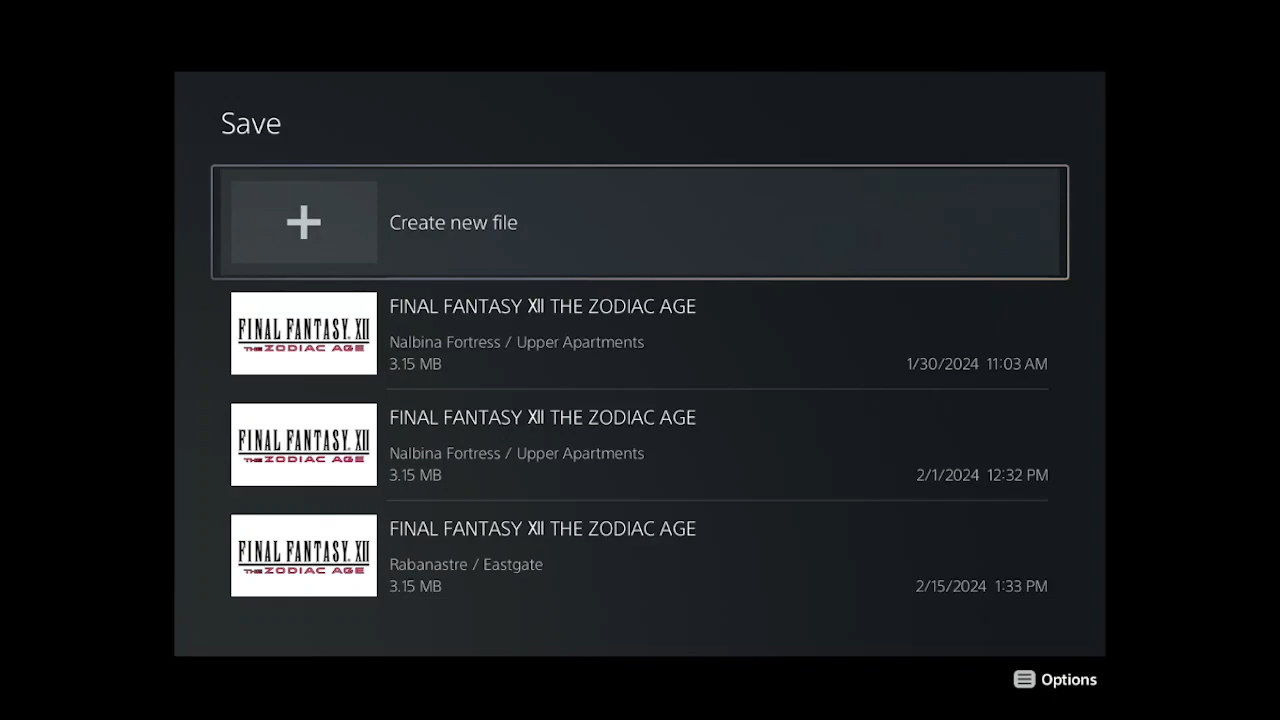 Save
Create new file
FINAL FANTASY XII
THE ZODIAC AGE
FINAL FANTASY XII THE ZODIAC AGE
Nalbina Fortress / Upper Apartments
3.15 MB
1/30/2024 11:03 AM
FINAL FANTASY XII
THE ZODIAC AGE
FINAL FANTASY XII THE ZODIAC AGE
Nalbina Fortress / Upper Apartments
3.15 MB
2/1/2024 12:32 PM
FINAL FANTASY XII
THE ZODIAC AGE
FINAL FANTASY XII THE ZODIAC AGE
Rabanastre / Eastgate
3.15 MB
2/15/2024 1:33 PM
Options